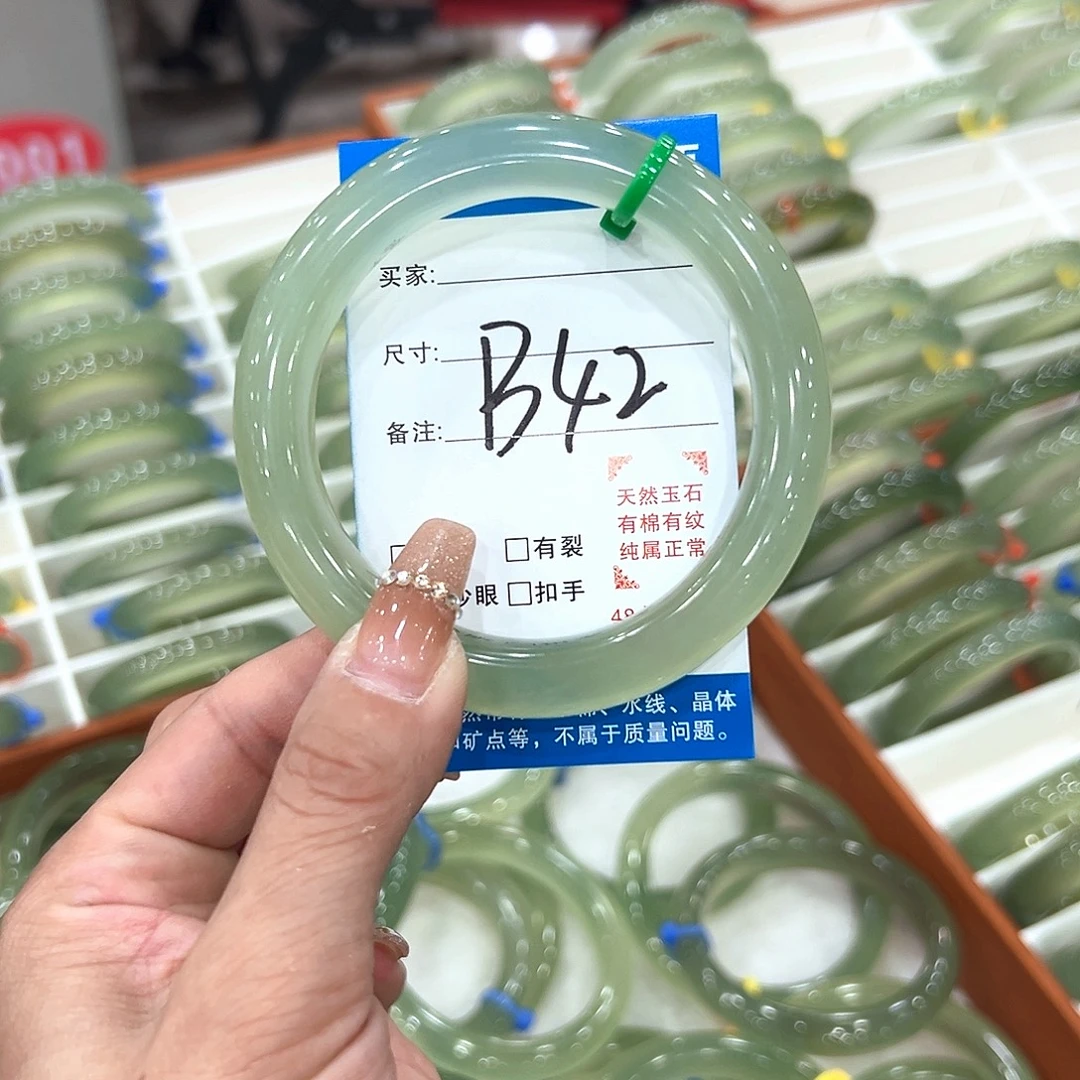 001
买家:
尺寸:
B42
备注:
天然玉石
有棉有纹
纯属正常
□有裂
眼 □扣手
48
、水线、晶体
矿点等，不属于质量问题。